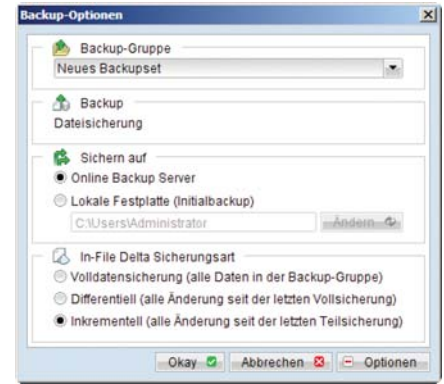 Backup-Optionen
Backup-Gruppe
Neues Backupset
Backup
Dateisicherung
Sichern auf
Online Backup Server
Lokale Festplatte (Initialbackup)
C:\Users\Administrator Ändern
In-File Delta Sicherungsart
Volldatensicherung (alle Daten in der Backup-Gruppe)
Differentiell (alle Änderung seit der letzten Vollsicherung)
Inkrementell (alle Änderung seit der letzten Teilsicherung)
Okay Abbrechen Optionen